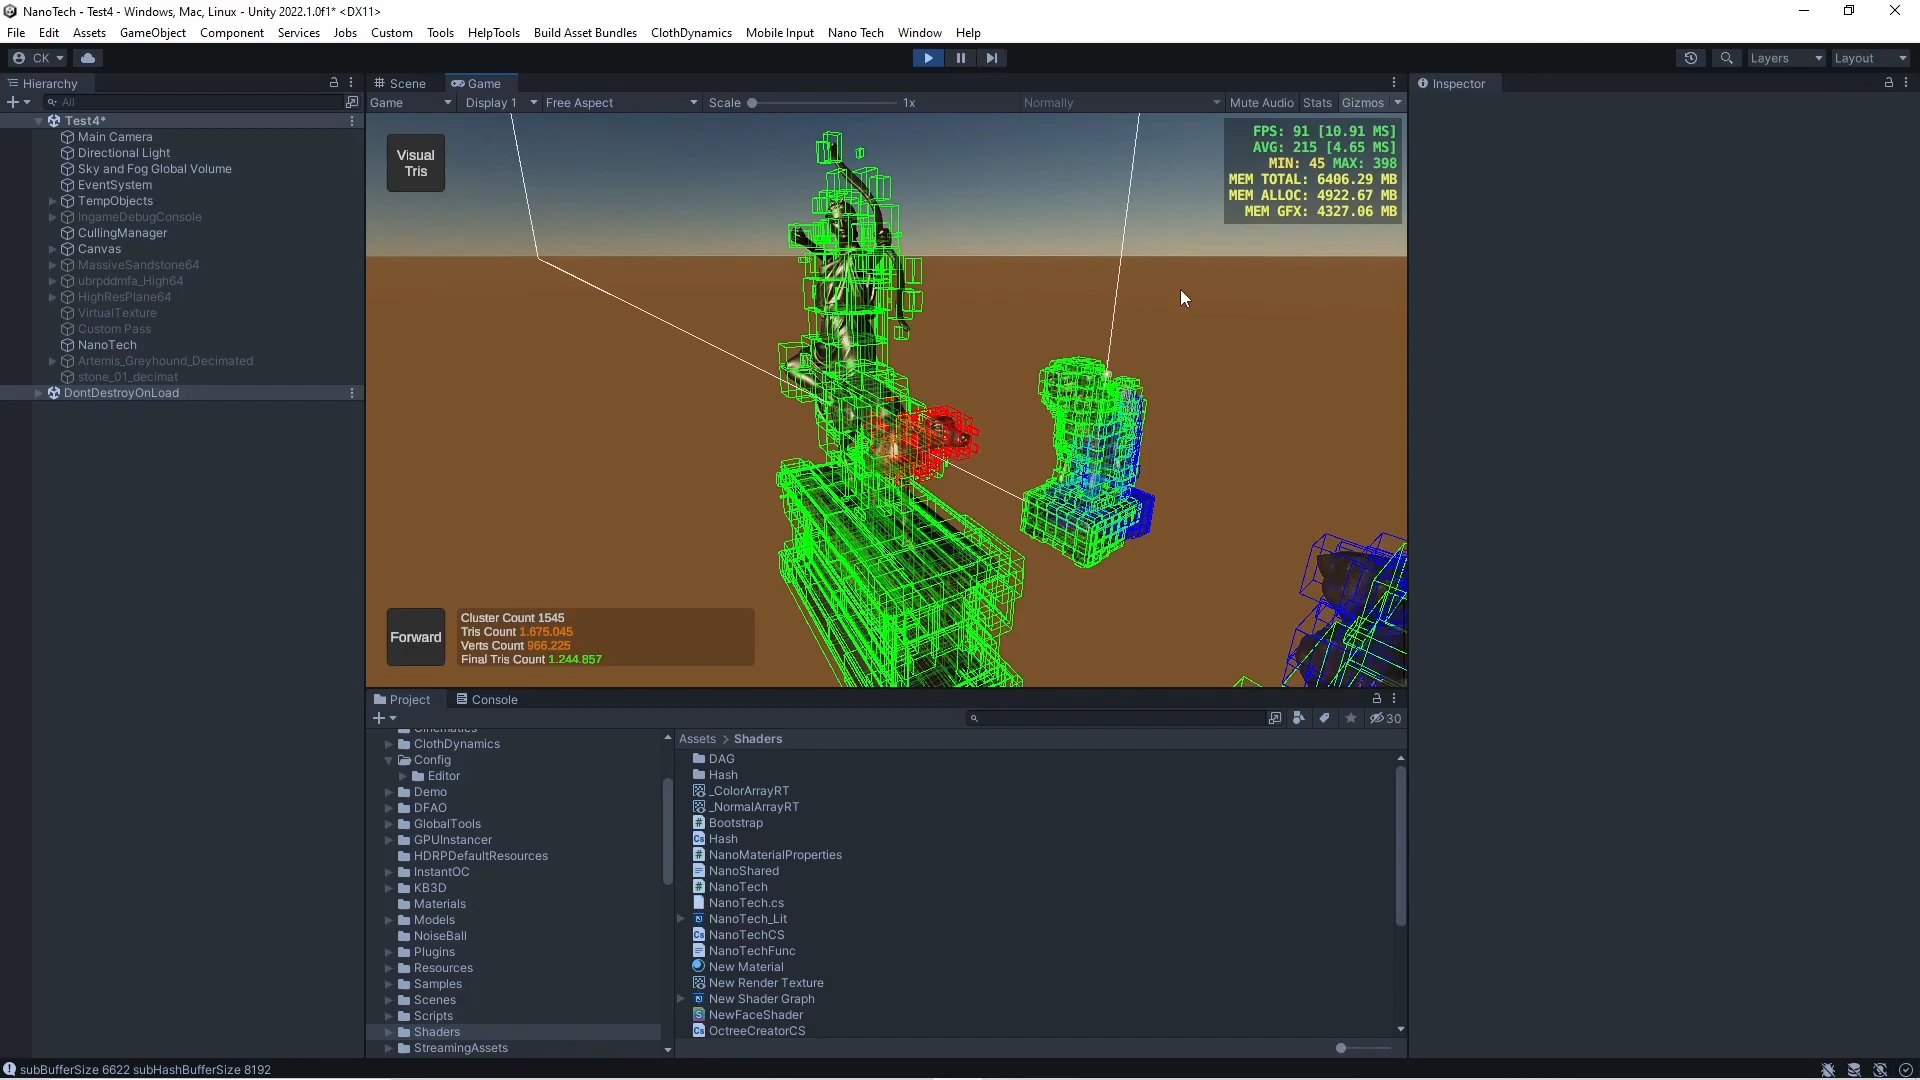 NanoTech - Test4 - Windows, Mac, Linux - Unity 2022.1.0f1* <DX11>
File Edit Assets GameObject Component Services Jobs Custom Tools HelpTools Build Asset Bundles ClothDynamics Mobile Input Nano Tech Window Help
CK
Layers
Layout
Hierarchy
All
Test4*
Main Camera
Directional Light
Sky and Fog Global Volume
EventSystem
TempObjects
IngameDebugConsole
CullingManager
Canvas
MassiveSandstone64
ubrpddmfa_High64
HighResPlane64
VirtualTexture
Custom Pass
NanoTech
Artemis_Greyhound_Decimated
stone_01_decimat
DontDestroyOnLoad
Scene
Game
Game
Display 1
Free Aspect
Scale
1x
Normally
Mute Audio
Stats
Gizmos
Visual
Tris
FPS: 91 [10.91 MS]
AVG: 215 [4.65 MS]
MIN: 45 MAX: 398
MEM TOTAL: 6406.29 MB
MEM ALLOC: 4922.67 MB
MEM GFX: 4327.06 MB
Forward
Cluster Count 1545
Tris Count 1.675.045
Verts Count 966.225
Final Tris Count 1.244.857
Inspector
Project
Console
30
Cinematics
ClothDynamics
Config
Editor
Demo
DFAO
GlobalTools
GPUInstancer
HDRPDefaultResources
InstantOC
KB3D
Materials
Models
NoiseBall
Plugins
Resources
Samples
Scenes
Scripts
Shaders
StreamingAssets
Assets > Shaders
DAG
Hash
_ColorArrayRT
_NormalArrayRT
Bootstrap
Hash
NanoMaterialProperties
NanoShared
NanoTech
NanoTech.cs
NanoTech_Lit
NanoTechCS
NanoTechFunc
New Material
New Render Texture
New Shader Graph
NewFaceShader
OctreeCreatorCS
subBufferSize 6622 subHashBufferSize 8192